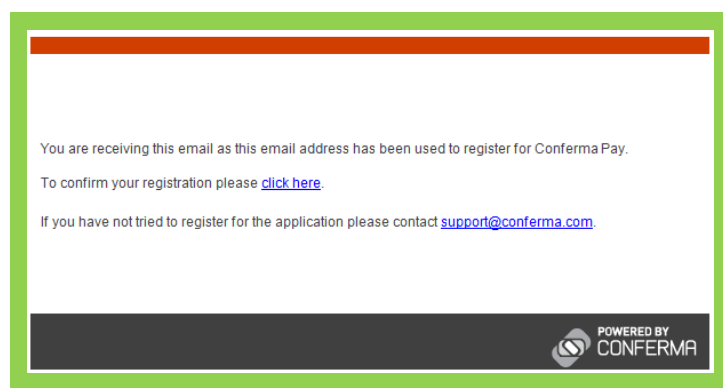 You are receiving this email as this email address has been used to register for Conferma Pay.
To confirm your registration please click here.
If you have not tried to register for the application please contact support@conferma.com.
POWERED BY
CONFERMA